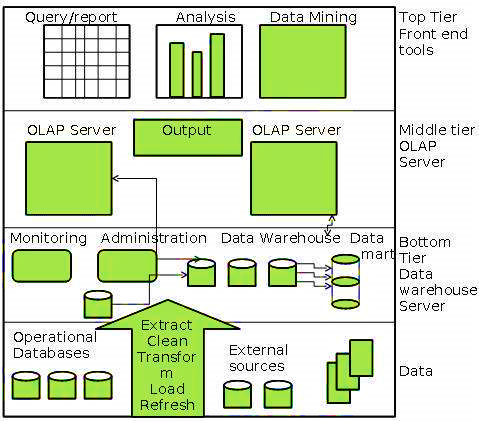 Query/report
Analysis
Data Mining
Top Tier
Front end
tools
OLAP Server
Output
OLAP Server
Middle tier
OLAP
Server
Monitoring
Administration
Data Warehouse
Data
mart
Bottom
Tier
Data
warehouse
Server
Operational
Databases
Extract
Clean
Transfor
m
Load
Refresh
External
sources
Data